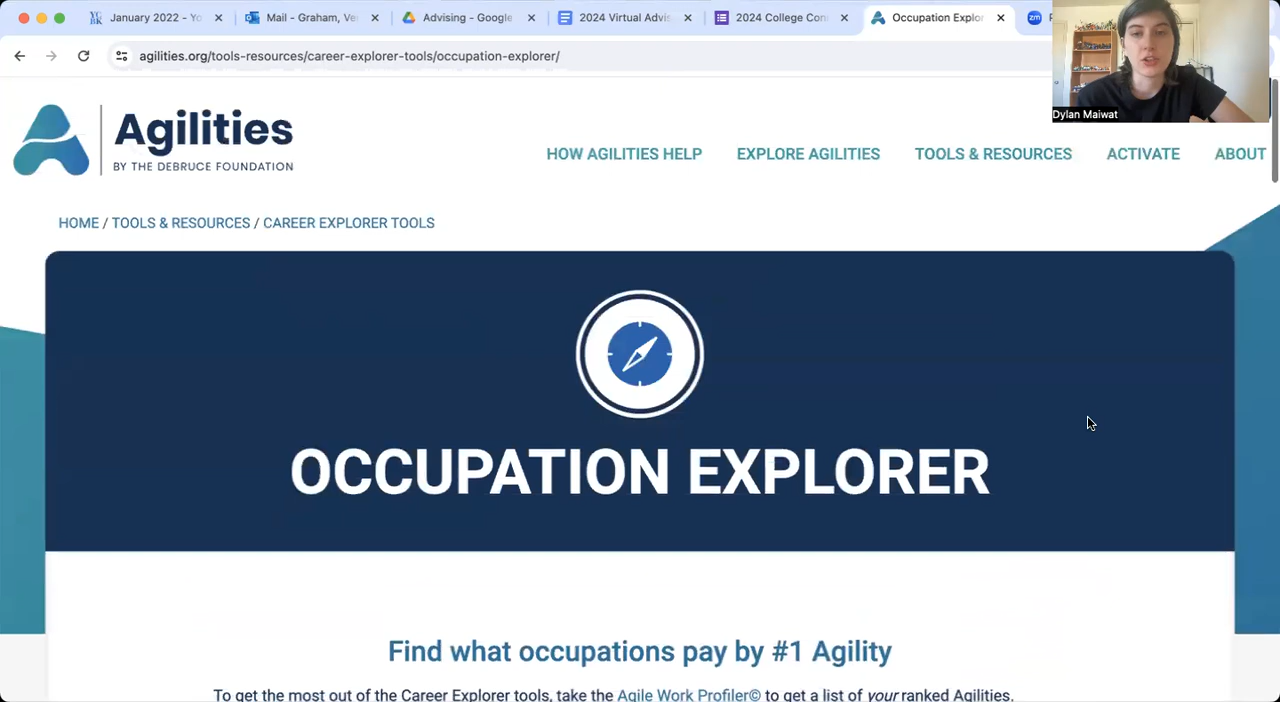 January 2022 - Yo
Mail - Graham, Ve
Advising - Google
2024 Virtual Advis
2024 College Con
Occupation Explor
zm
agilities.org/tools-resources/career-explorer-tools/occupation-explorer/
Dylan Maiwat
Agilities
BY THE DEBRUCE FOUNDATION
HOW AGILITIES HELP
EXPLORE AGILITIES
TOOLS & RESOURCES
ACTIVATE
ABOUT
HOME / TOOLS & RESOURCES / CAREER EXPLORER TOOLS
OCCUPATION EXPLORER
Find what occupations pay by #1 Agility
To get the most out of the Career Explorer tools, take the Agile Work Profiler© to get a list of your ranked Agilities.